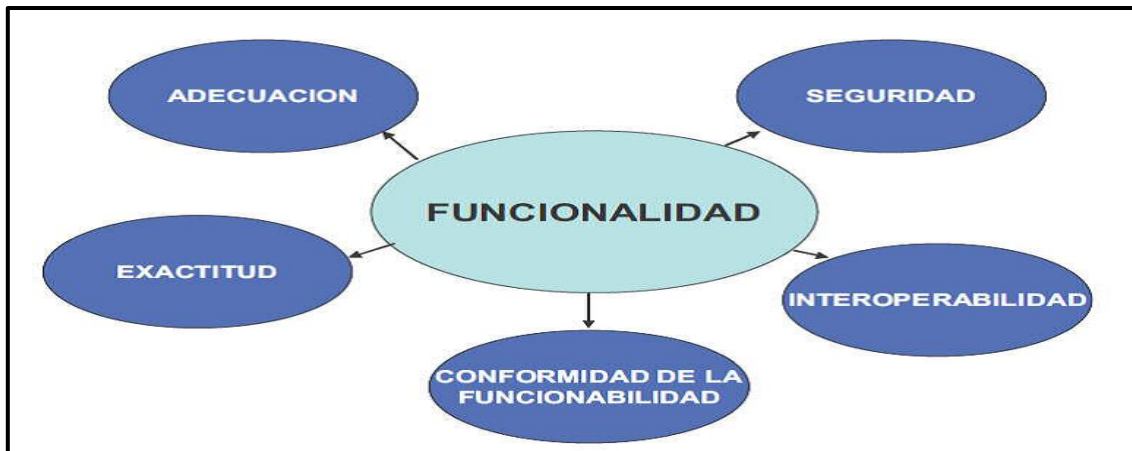 ADECUACION
SEGURIDAD
FUNCIONALIDAD
EXACTITUD
INTEROPERABILIDAD
CONFORMIDAD DE LA
FUNCIONABILIDAD